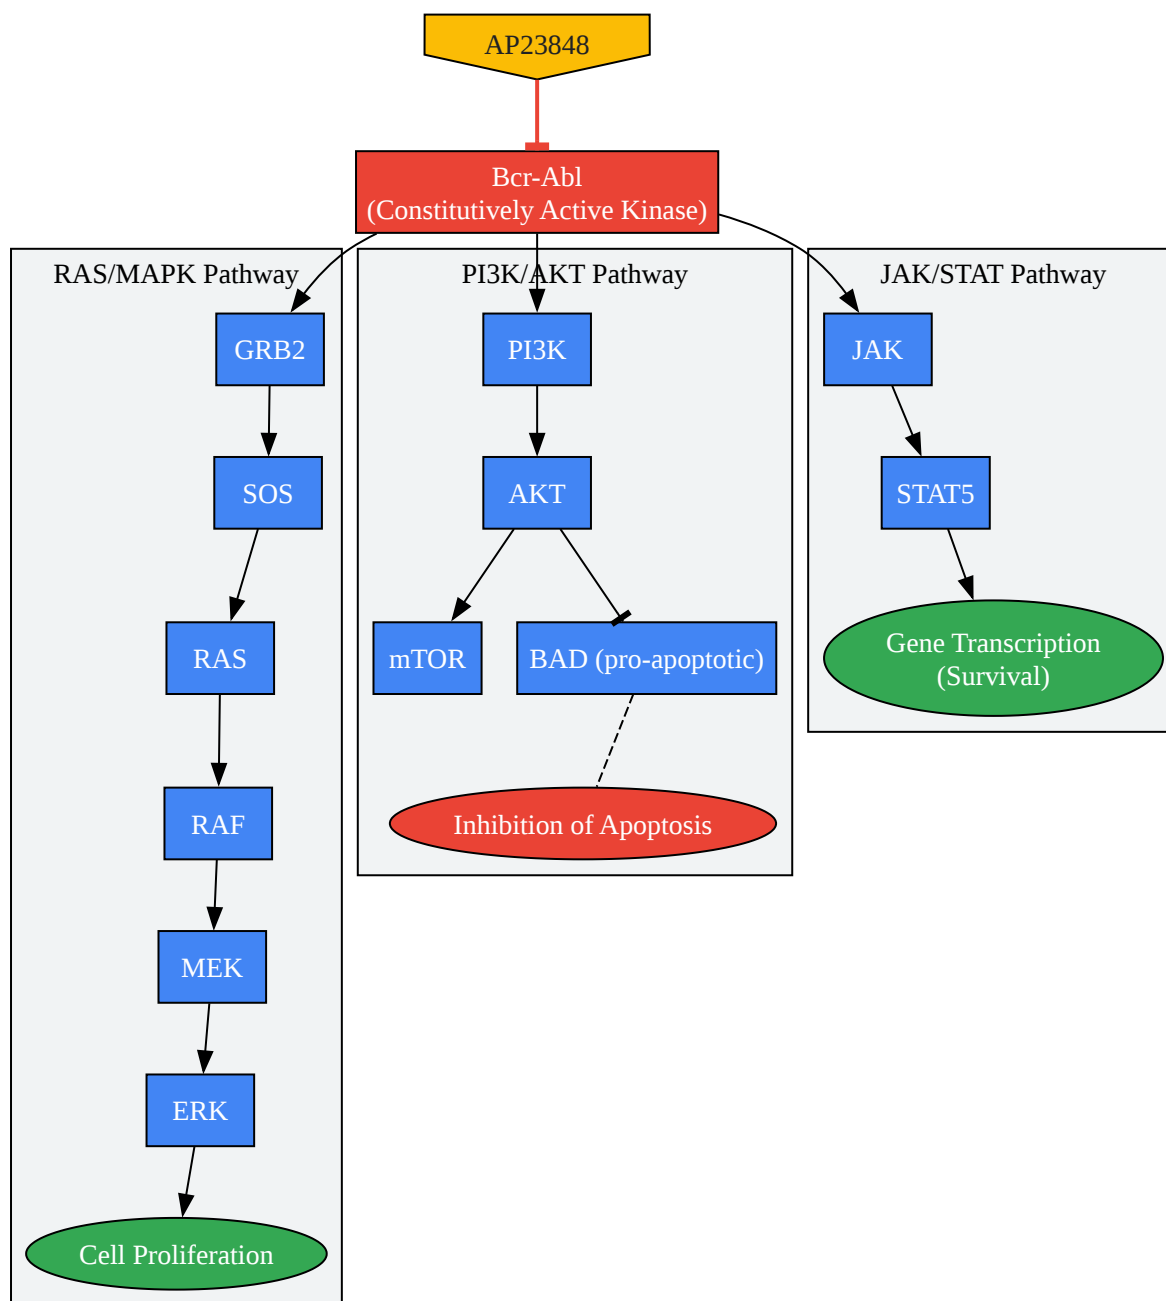 AP23848
Bcr-Abl
(Constitutively Active Kinase)
RAS/MAPK Pathway
GRB2
SOS
RAS
RAF
MEK
ERK
Cell Proliferation
PI3K/AKT Pathway
PI3K
AKT
mTOR
BAD (pro-apoptotic)
Inhibition of Apoptosis
JAK/STAT Pathway
JAK
STAT5
Gene Transcription
(Survival)